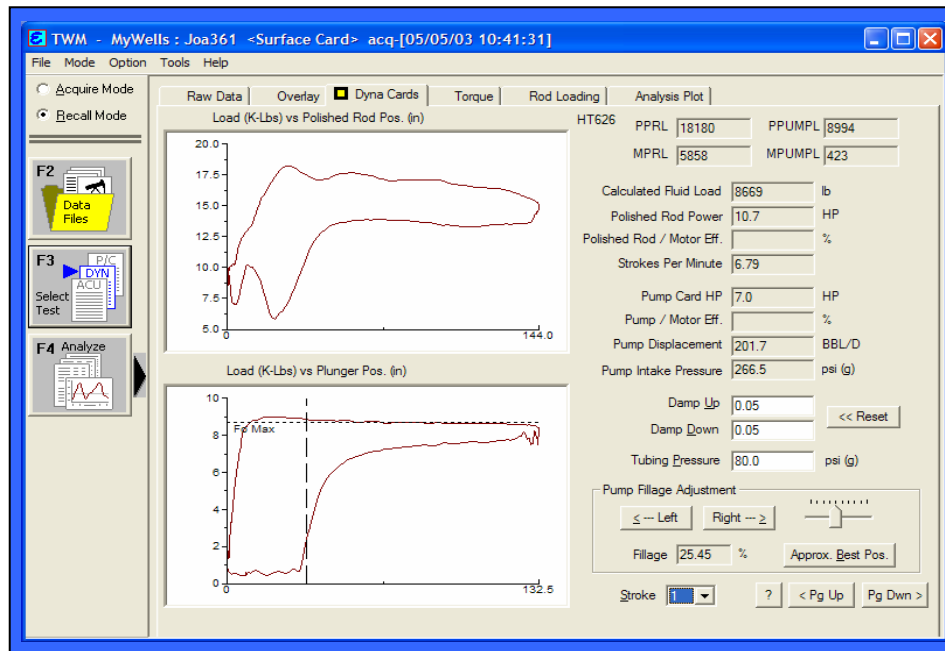 TWM - MyWells : Joa361 <Surface Card> acq-[05/05/03 10:41:31]
File Mode Option Tools Help
Acquire Mode
Recall Mode
F2
Data
Files
F3
P/C
DYN
ACU
Select
Test
F4 Analyze
Raw Data Overlay Dyna Cards Torque Rod Loading Analysis Plot
Load (K-Lbs) vs Polished Rod Pos. (in)
20.0
17.5
15.0
12.5
10.0
7.5
5.0
0 144.0
Load (K-Lbs) vs Plunger Pos. (in)
10
Fo Max
8
6
4
2
0
0 132.5
HT626
PPRL 18180 PPUMPL 8994
MPRL 5858 MPUMPL 423
Calculated Fluid Load 8669 lb
Polished Rod Power 10.7 HP
Polished Rod / Motor Eff. %
Strokes Per Minute 6.79
Pump Card HP 7.0 HP
Pump / Motor Eff. %
Pump Displacement 201.7 BBL/D
Pump Intake Pressure 266.5 psi (g)
Damp Up 0.05
<< Reset
Damp Down 0.05
Tubing Pressure 80.0 psi (g)
Pump Fillage Adjustment
< --- Left Right --- >
Fillage 25.45 % Approx. Best Pos.
Stroke 1 ? < Pg Up Pg Dwn >